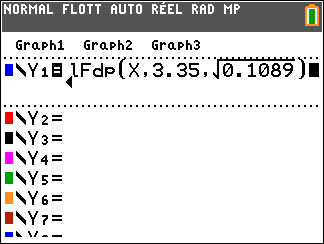 NORMAL FLOTT AUTO RÉEL RAD MP
Graph1 Graph2 Graph3
\Y1=lFdp(X,3.35,√0.1089)
\Y2=
\Y3=
\Y4=
\Y5=
\Y6=
\Y7=